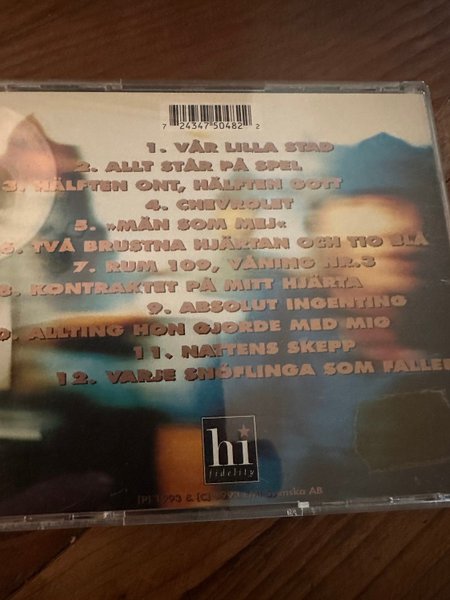 7 24347 50482 2
1. VÅR LILLA STAD
2. ALLT STÅR PÅ SPEL
3. HÄLFTEN ONT, HÄLFTEN GOTT
4. CHEVROLET
5. »MÄN SOM MEJ«
6. TVÅ BRUSTNA HJÄRTAN OCH TIO BLÅ
7. RUM 109, VÅNING NR.3
8. KONTRAKTET PÅ MITT HJÄRTA
9. ABSOLUT INGENTING
0. ALLTING HON GJORDE MED MIG
11. NATTENS SKEPP
12. VARJE SNÖFLINGA SOM FALLER
hi
fidelity
(P) 1993 & (C) AB